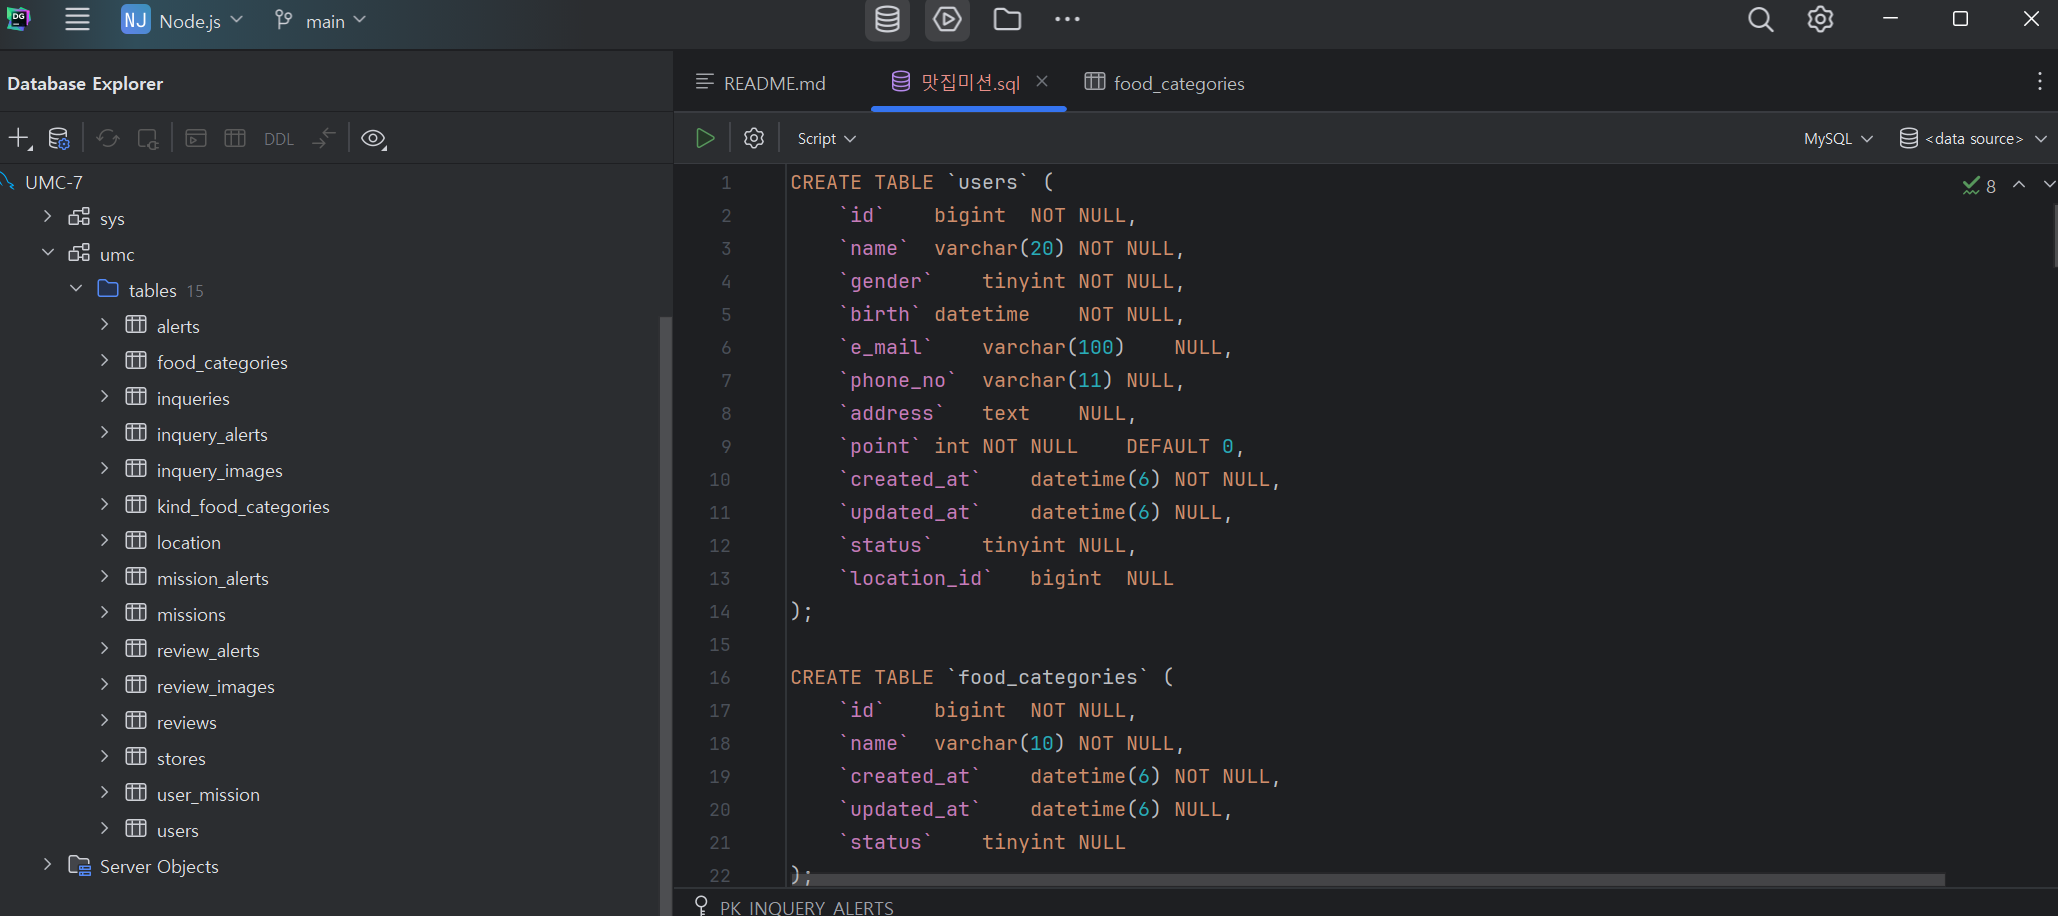 DG
NJ Node.js main
Database Explorer
DDL
UMC-7
sys
umc
tables 15
alerts
food_categories
inqueries
inquery_alerts
inquery_images
kind_food_categories
location
mission_alerts
missions
review_alerts
review_images
reviews
stores
user_mission
users
Server Objects
README.md 맛집미션.sql food_categories
Script MySQL <data source>
8
1 CREATE TABLE `users` (
2 `id` bigint NOT NULL,
3 `name` varchar(20) NOT NULL,
4 `gender` tinyint NOT NULL,
5 `birth` datetime NOT NULL,
6 `e_mail` varchar(100) NULL,
7 `phone_no` varchar(11) NULL,
8 `address` text NULL,
9 `point` int NOT NULL DEFAULT 0,
10 `created_at` datetime(6) NOT NULL,
11 `updated_at` datetime(6) NULL,
12 `status` tinyint NULL,
13 `location_id` bigint NULL
14 );
15
16 CREATE TABLE `food_categories` (
17 `id` bigint NOT NULL,
18 `name` varchar(10) NOT NULL,
19 `created_at` datetime(6) NOT NULL,
20 `updated_at` datetime(6) NULL,
21 `status` tinyint NULL
22 );
PK_INQUERY_ALERTS